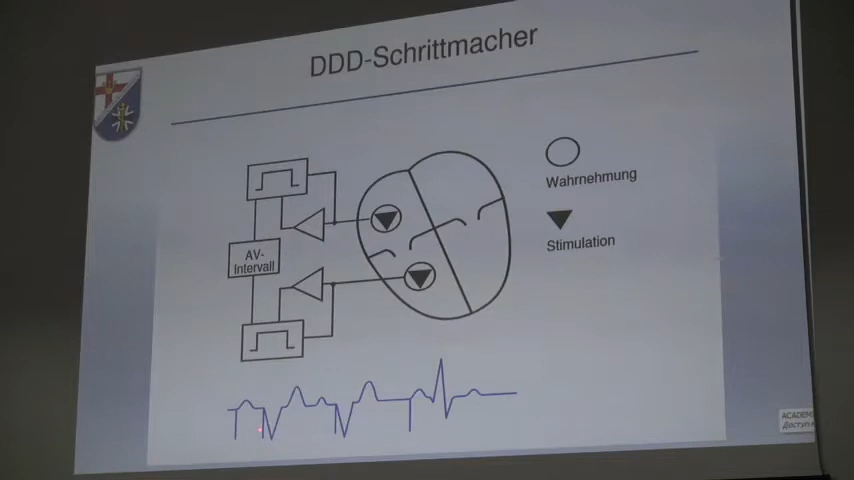 DDD-Schrittmacher
Wahrnehmung
AV-
Intervall
Stimulation